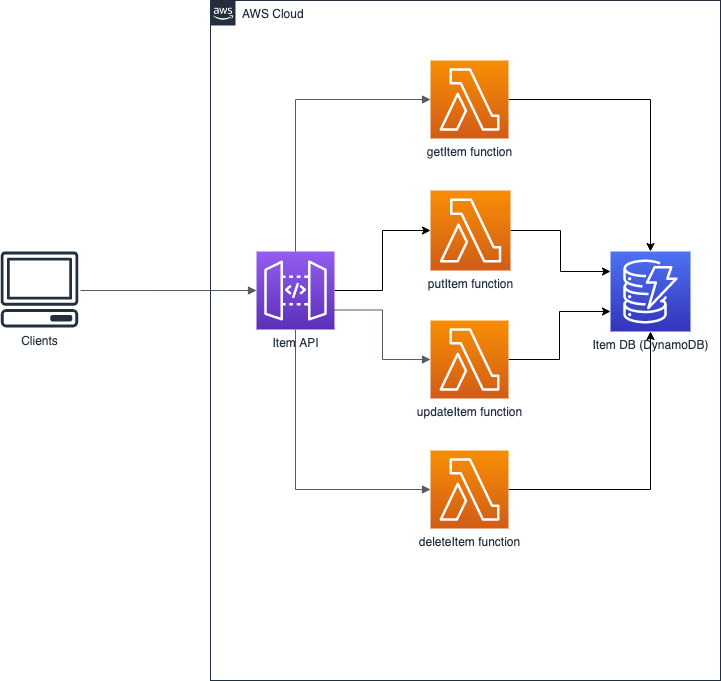 aws
AWS Cloud
getItem function
putItem function
Clients
Item API
Item DB (DynamoDB)
updateItem function
deleteItem function